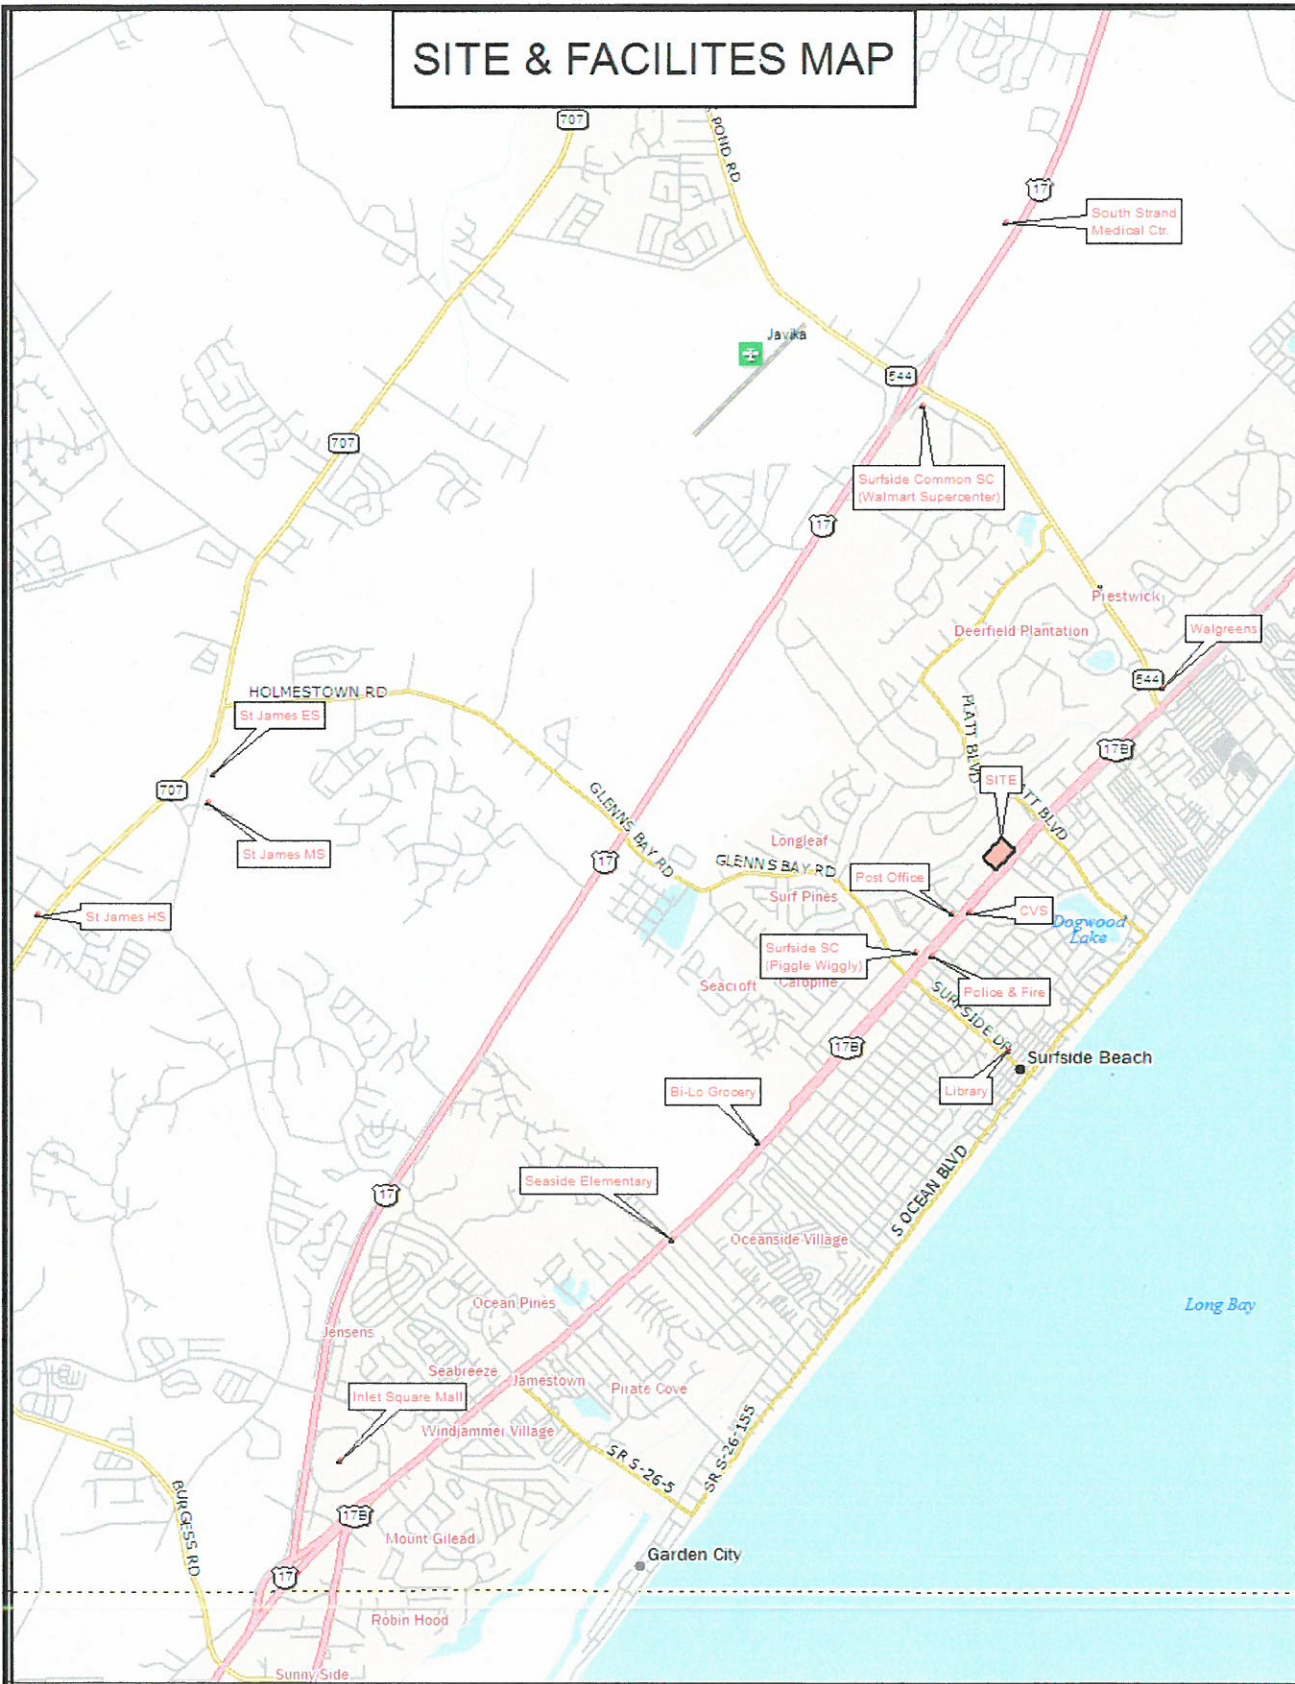 SITE & FACILITES MAP
707
POND RD
17
South Strand
Medical Ctr.
Javika
544
707
Surfside Common SC
(Walmart Supercenter)
17
Prestwick
Deerfield Plantation
Walgreens
HOLMESTOWN RD
544
St James ES
PLATT BLVD
17B
707
SITE
ATT BLVD
GLENNS BAY RD
St James MS
17
Longleaf
GLENNS BAY RD
Post Office
Surf Pines
St James HS
CVS
Dogwood
Lake
Surfside SC
(Piggle Wiggly)
Seacroft
Calopine
Police & Fire
SURFSIDE DR
17B
Surfside Beach
Bi-Lo Grocery
Library
Seaside Elementary
17
S OCEAN BLVD
Oceanside Village
Ocean Pines
Long Bay
Jensens
Seabreeze
Jamestown
Pirate Cove
Inlet Square Mall
Windjammer Village
SR S-26-155
SR S-26-5
BURGESS RD
17B
Mount Gilead
Garden City
17
Robin Hood
Sunny Side